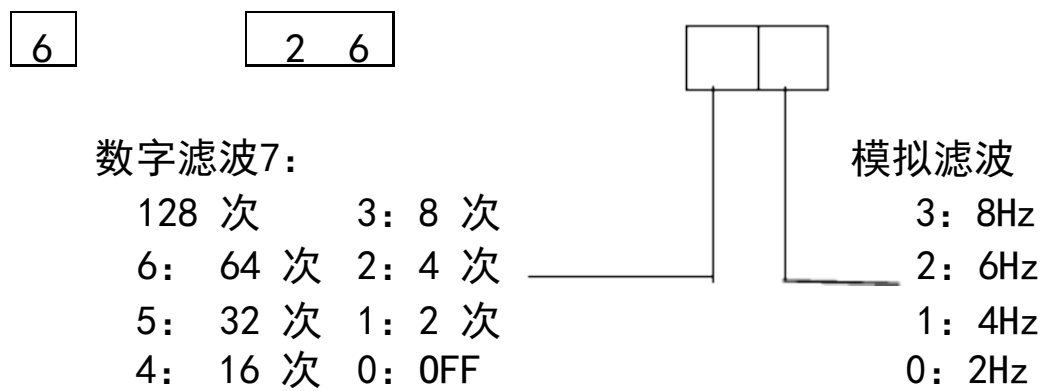 6 2 6
数字滤波7： 模拟滤波
128 次 3：8 次 3：8Hz
6： 64 次 2：4 次 2：6Hz
5： 32 次 1：2 次 1：4Hz
4： 16 次 0：0FF 0：2Hz